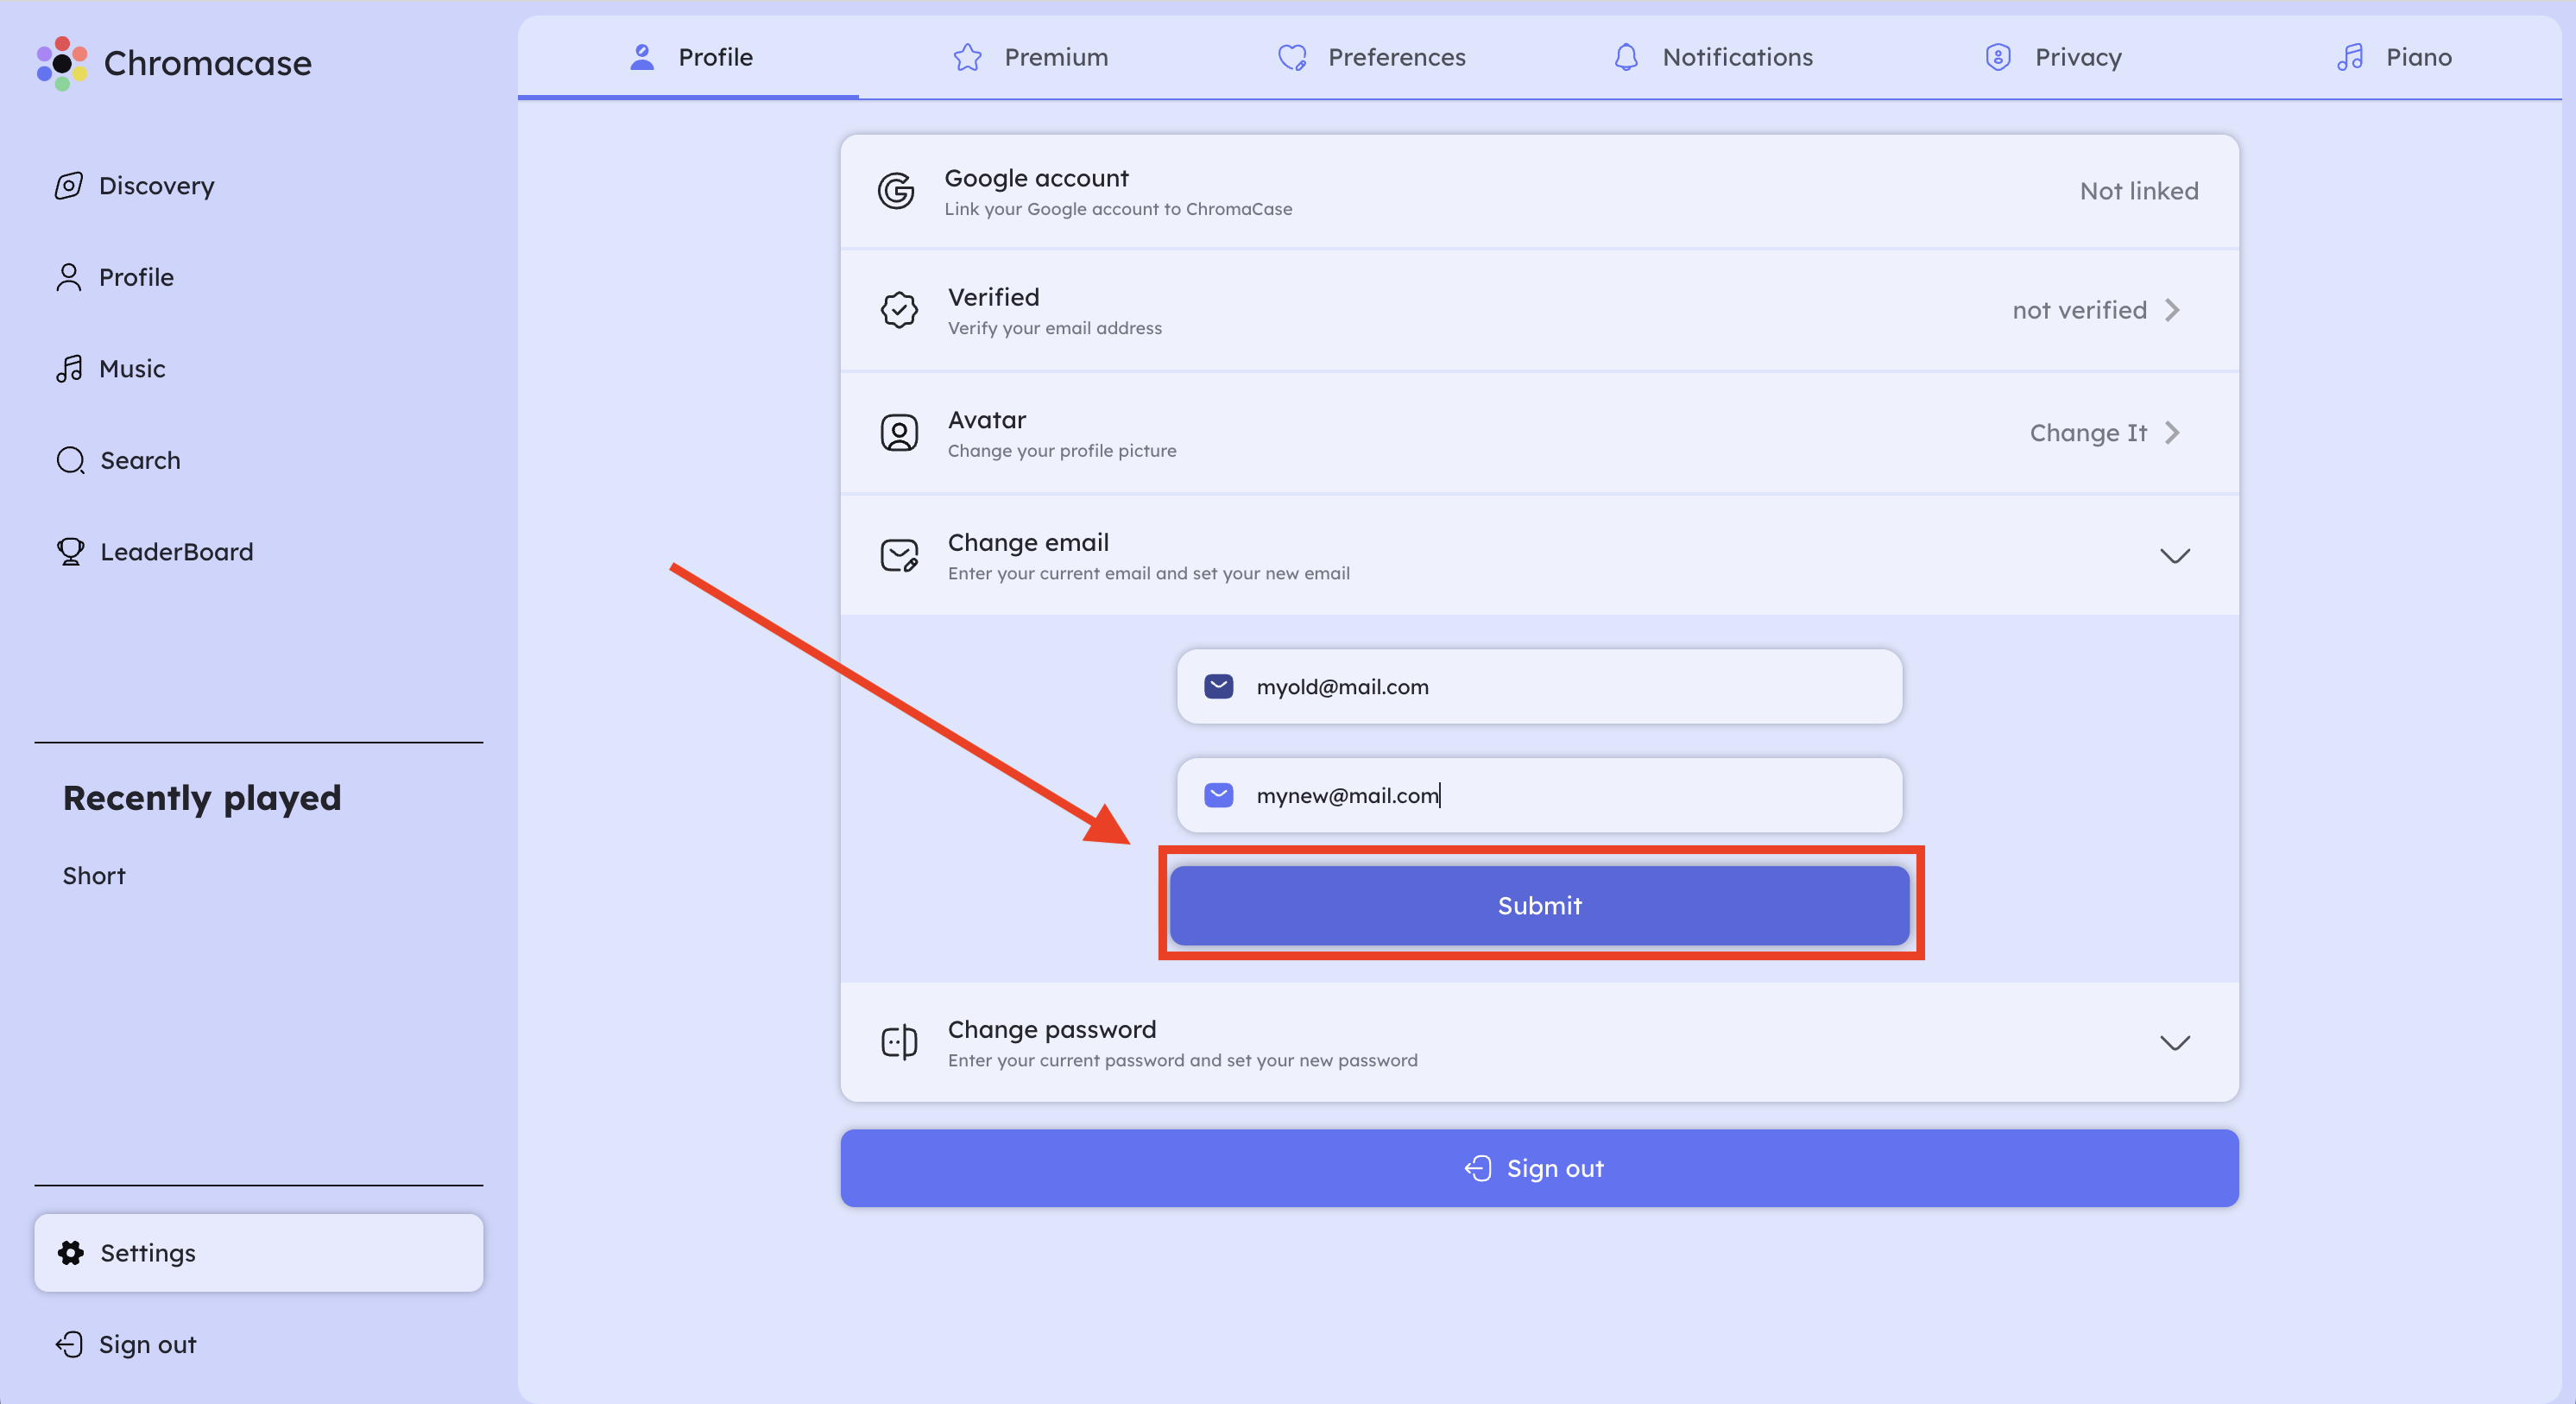 Chromacase
Discovery
Profile
Music
Search
LeaderBoard
Recently played
Short
Settings
Sign out
Profile
Premium
Preferences
Notifications
Privacy
Piano
Google account
Link your Google account to ChromaCase
Not linked
Verified
Verify your email address
not verified
Avatar
Change your profile picture
Change It
Change email
Enter your current email and set your new email
myold@mail.com
mynew@mail.com
Submit
Change password
Enter your current password and set your new password
Sign out